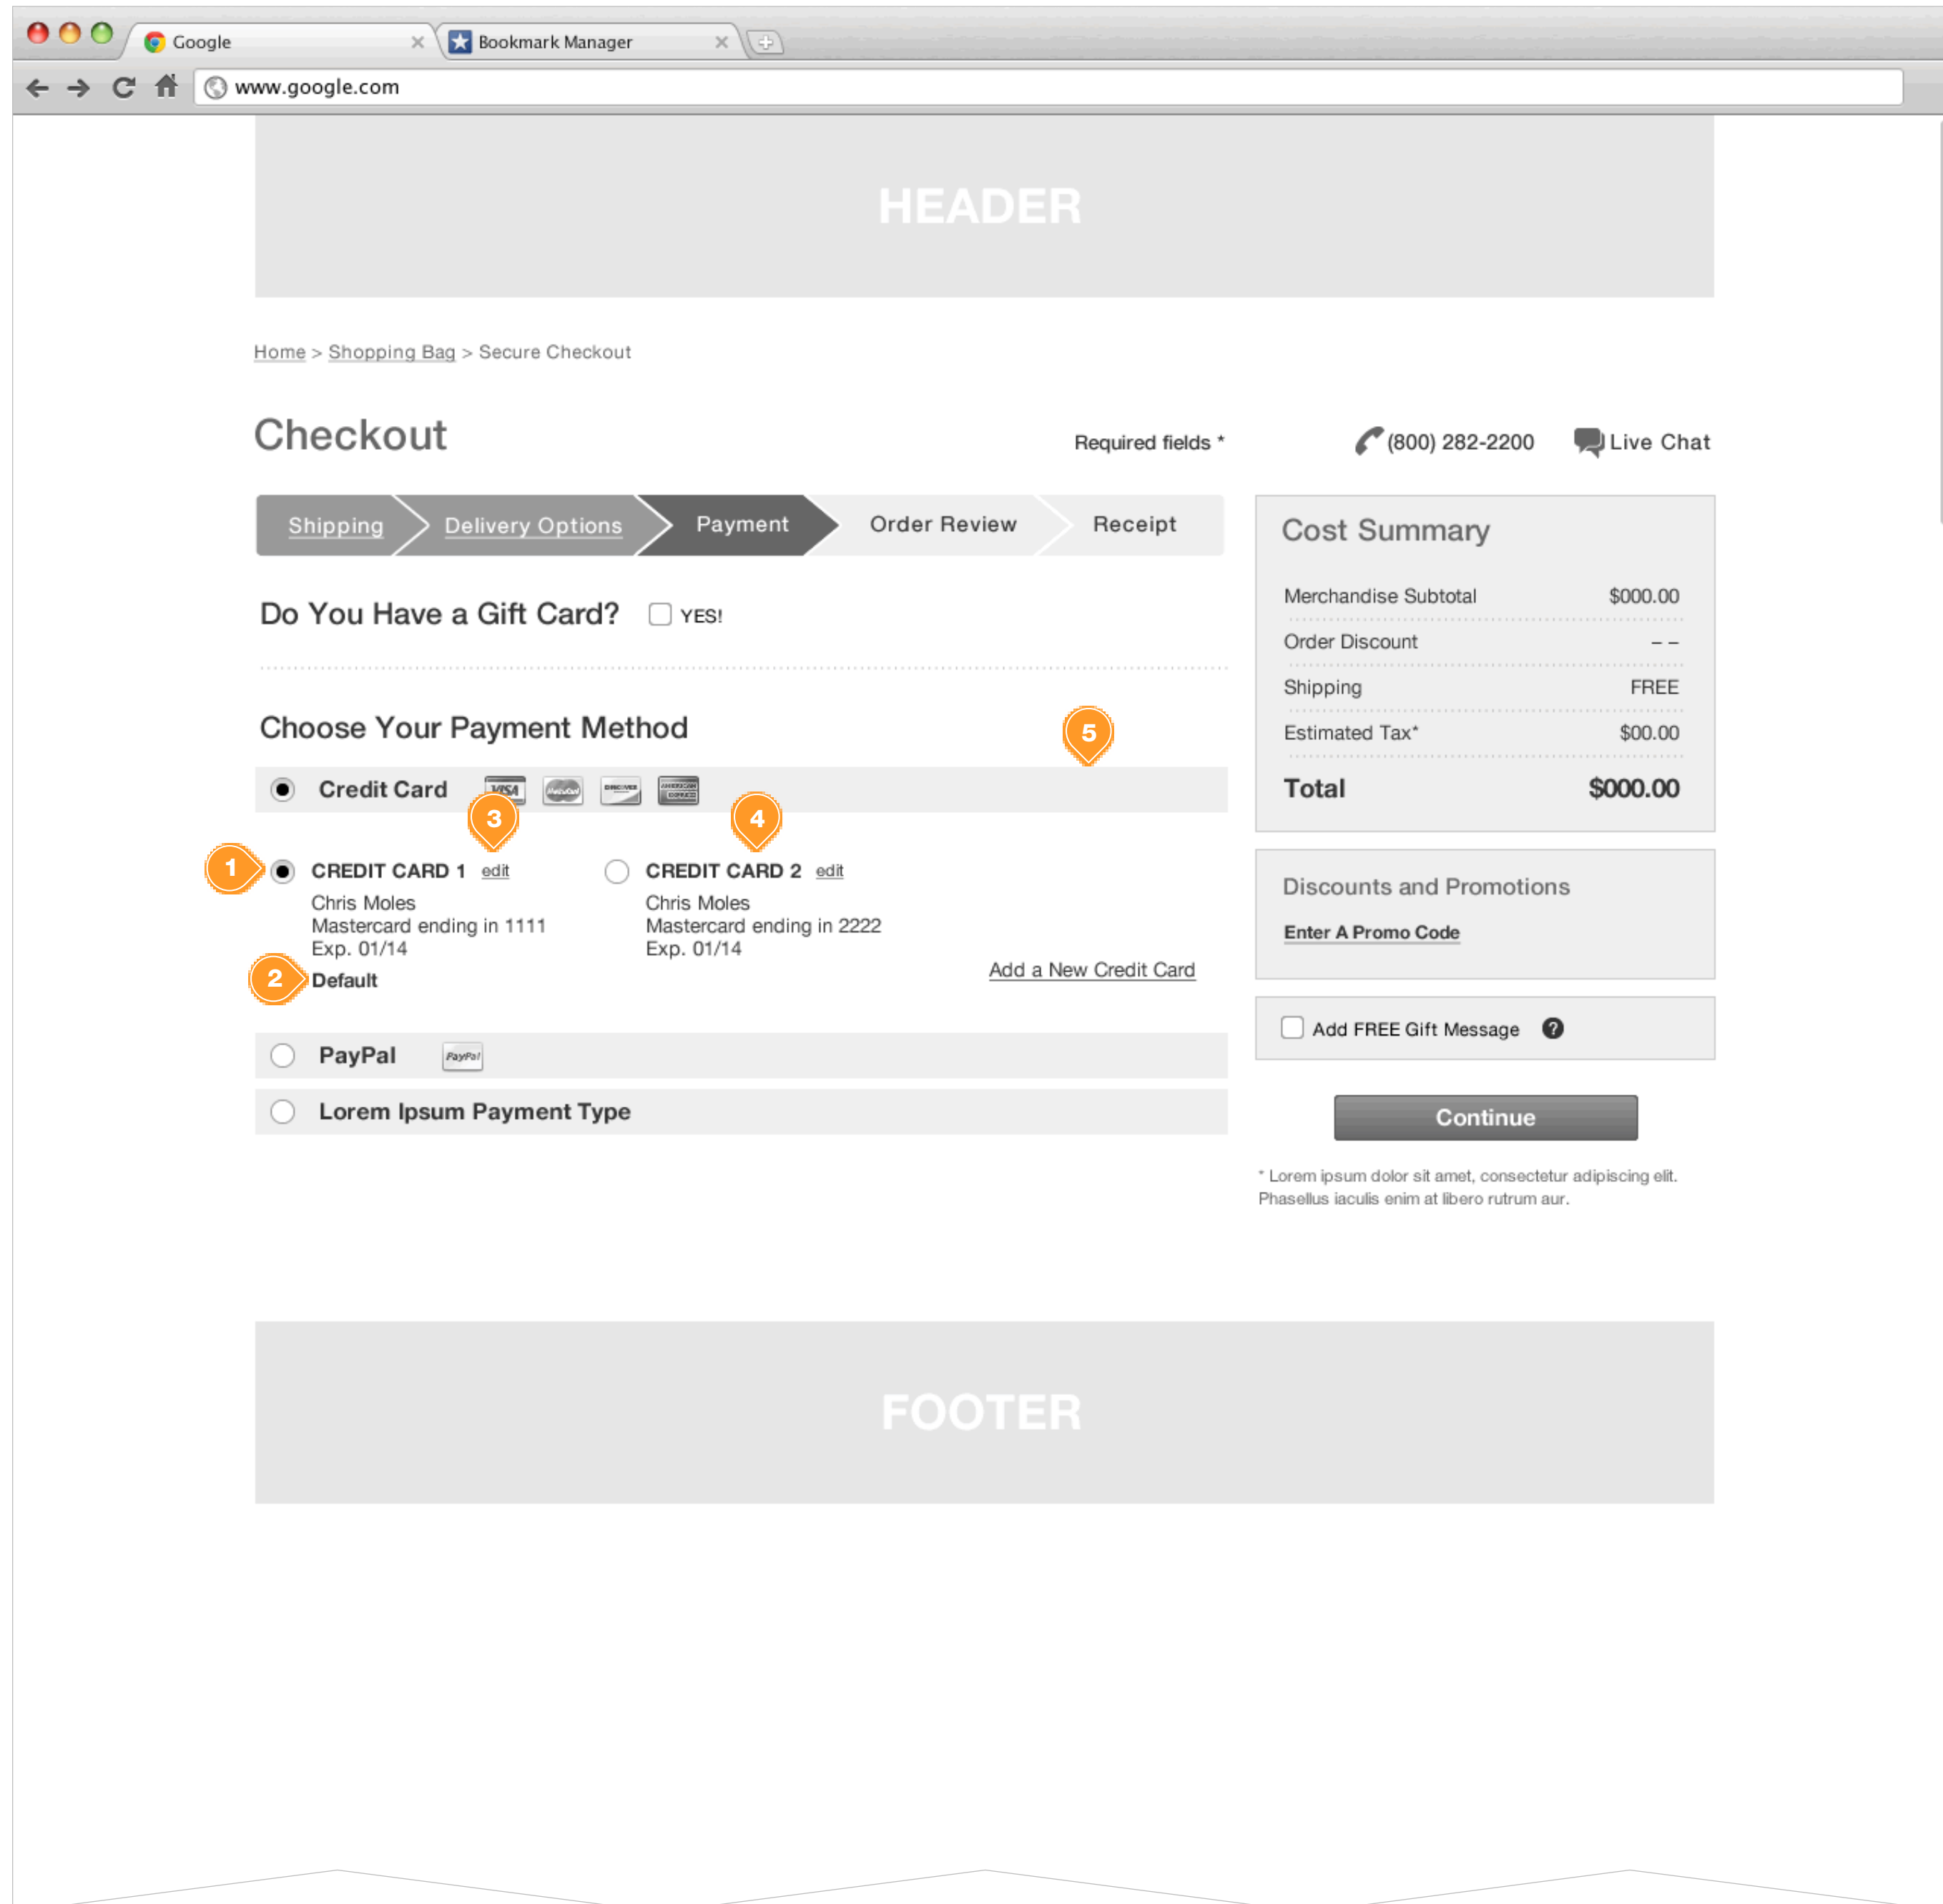 Google
Bookmark Manager
www.google.com
HEADER
Home > Shopping Bag > Secure Checkout
Checkout
Required fields *
(800) 282-2200
Live Chat
Shipping
Delivery Options
Payment
Order Review
Receipt
Do You Have a Gift Card?
YES!
Choose Your Payment Method
5
Credit Card
VISA
MasterCard
DISCOVER
AMERICAN EXPRESS
3
4
1
CREDIT CARD 1 edit
Chris Moles
Mastercard ending in 1111
Exp. 01/14
2
Default
CREDIT CARD 2 edit
Chris Moles
Mastercard ending in 2222
Exp. 01/14
Add a New Credit Card
PayPal
PayPal
Lorem Ipsum Payment Type
Cost Summary
Merchandise Subtotal $000.00
Order Discount – –
Shipping FREE
Estimated Tax* $00.00
Total $000.00
Discounts and Promotions
Enter A Promo Code
Add FREE Gift Message ?
Continue
* Lorem ipsum dolor sit amet, consectetur adipiscing elit.
Phasellus iaculis enim at libero rutrum aur.
FOOTER